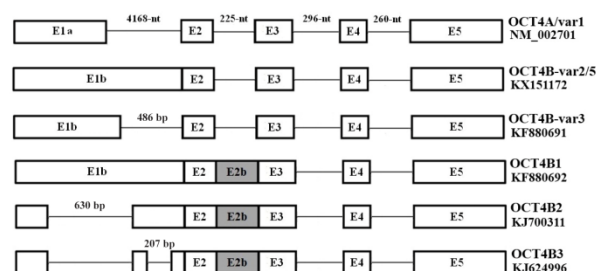 4168-nt 225-nt 296-nt 260-nt
E1a E2 E3 E4 E5 OCT4A/var1
NM_002701
E1b E2 E3 E4 E5 OCT4B-var2/5
KX151172
486 bp
E1b E2 E3 E4 E5 OCT4B-var3
KF880691
E1b E2 E2b E3 E4 E5 OCT4B1
KF880692
630 bp
E2 E2b E3 E4 E5 OCT4B2
KJ700311
207 bp
E2 E2b E3 E4 E5 OCT4B3
KJ624996